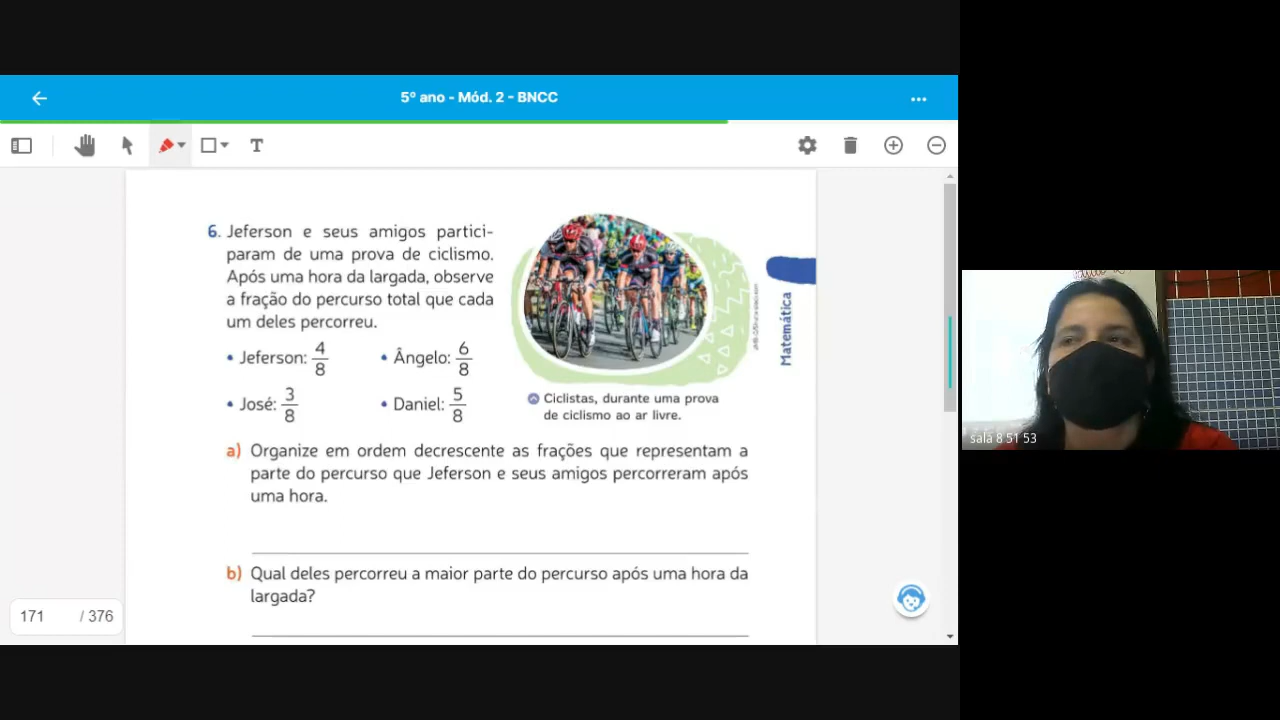 5º ano - Mód. 2 - BNCC
T
6. Jeferson e seus amigos partici-
param de uma prova de ciclismo.
Após uma hora da largada, observe
a fração do percurso total que cada
um deles percorreu.
• Jeferson: 4/8 • Ângelo: 6/8
• José: 3/8 • Daniel: 5/8
Ciclistas, durante uma prova
de ciclismo ao ar livre.
Matemática
a) Organize em ordem decrescente as frações que representam a
parte do percurso que Jeferson e seus amigos percorreram após
uma hora.
b) Qual deles percorreu a maior parte do percurso após uma hora da
largada?
171 / 376
sala 8 51 53